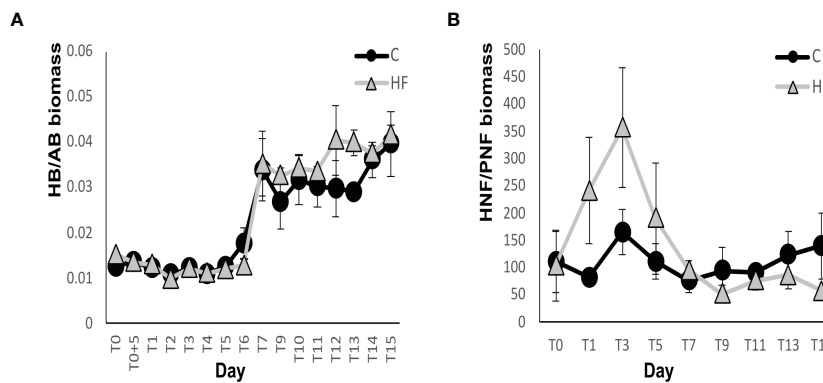 A
HB/AB biomass
0.06
0.05
0.04
0.03
0.02
0.01
0
C
HF
T0
T0+5
T1
T2
T3
T4
T5
T6
T7
T9
T10
T11
T12
T13
T14
T15
Day
B
HNF/PNF biomass
500
450
400
350
300
250
200
150
100
50
0
C
T0
T1
T3
T5
T7
T9
T11
T13
Day